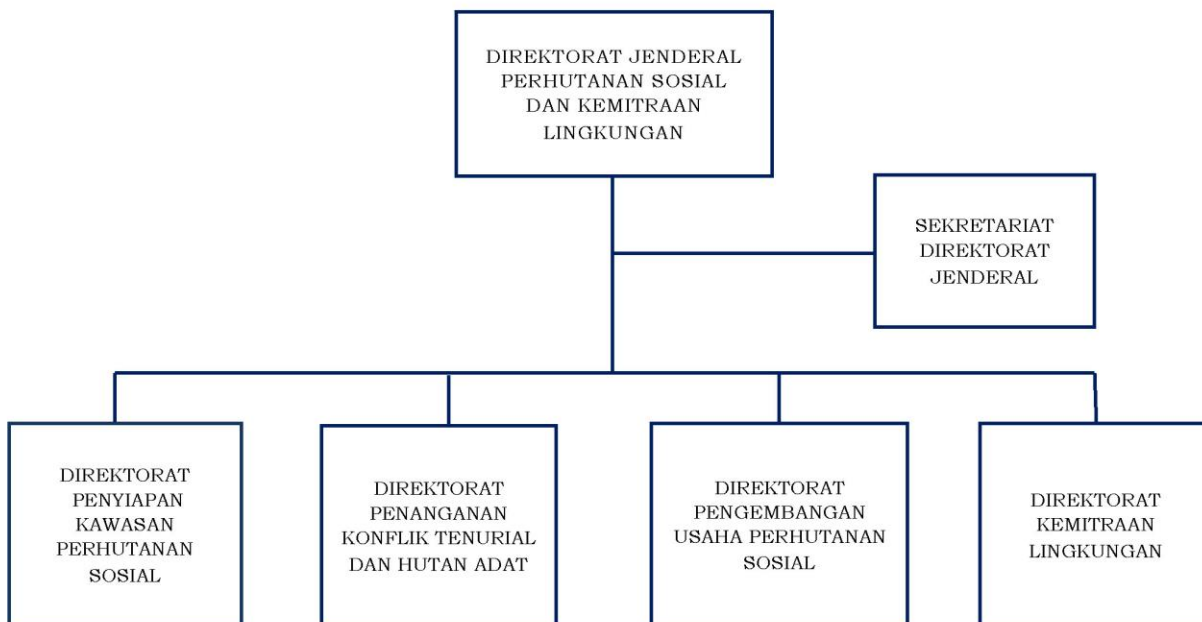 DIREKTORAT JENDERAL
PERHUTANAN SOSIAL
DAN KEMITRAAN
LINGKUNGAN
SEKRETARIAT
DIREKTORAT
JENDERAL
DIREKTORAT
PENYIAPAN
KAWASAN
PERHUTANAN
SOSIAL
DIREKTORAT
PENANGANAN
KONFLIK TENURIAL
DAN HUTAN ADAT
DIREKTORAT
PENGEMBANGAN
USAHA PERHUTANAN
SOSIAL
DIREKTORAT
KEMITRAAN
LINGKUNGAN